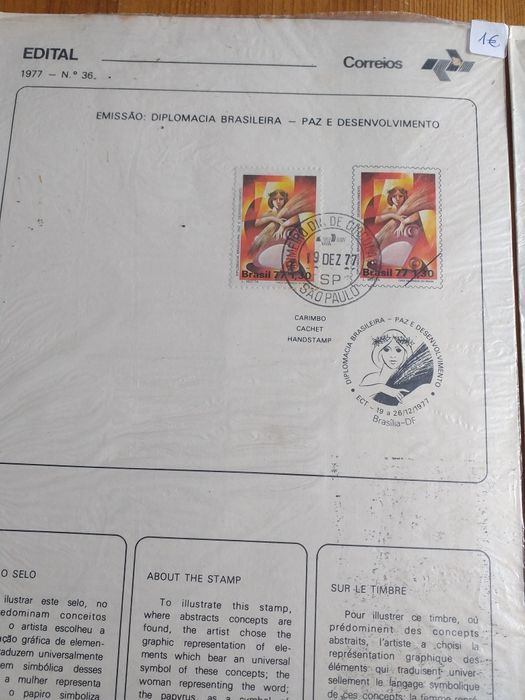 1€
EDITAL
1977 – N.º 36.
Correios
EMISSÃO: DIPLOMACIA BRASILEIRA – PAZ E DESENVOLVIMENTO
Brasil 77 1,30
Brasil 77 1,30
PRIMEIRO DIA DE CIRCULAÇÃO
19 DEZ 77
SP
SÃO PAULO
CARIMBO
CACHET
HANDSTAMP
DIPLOMACIA BRASILEIRA – PAZ E DESENVOLVIMENTO
ECT – 19 a 26/12/1977
Brasília-DF
O SELO
ilustrar este selo, no
edominam conceitos
o artista escolheu a
ação gráfica de elemen-
raduzem universalmente
em simbólica desses
a mulher representa
o papiro simboliza
ABOUT THE STAMP
To illustrate this stamp,
where abstracts concepts are
found, the artist chose the
graphic representation of ele-
ments which bear an universal
symbol of these concepts; the
woman representing the word;
the papyrus, as a symbol of
SUR LE TIMBRE
Pour illustrer ce timbre, où
prédominent des concepts
abstraits, l'artiste a choisi la
représentation graphique des
éléments qui traduisent univer-
sellement le langage symbolique
de ces concepts: la femme